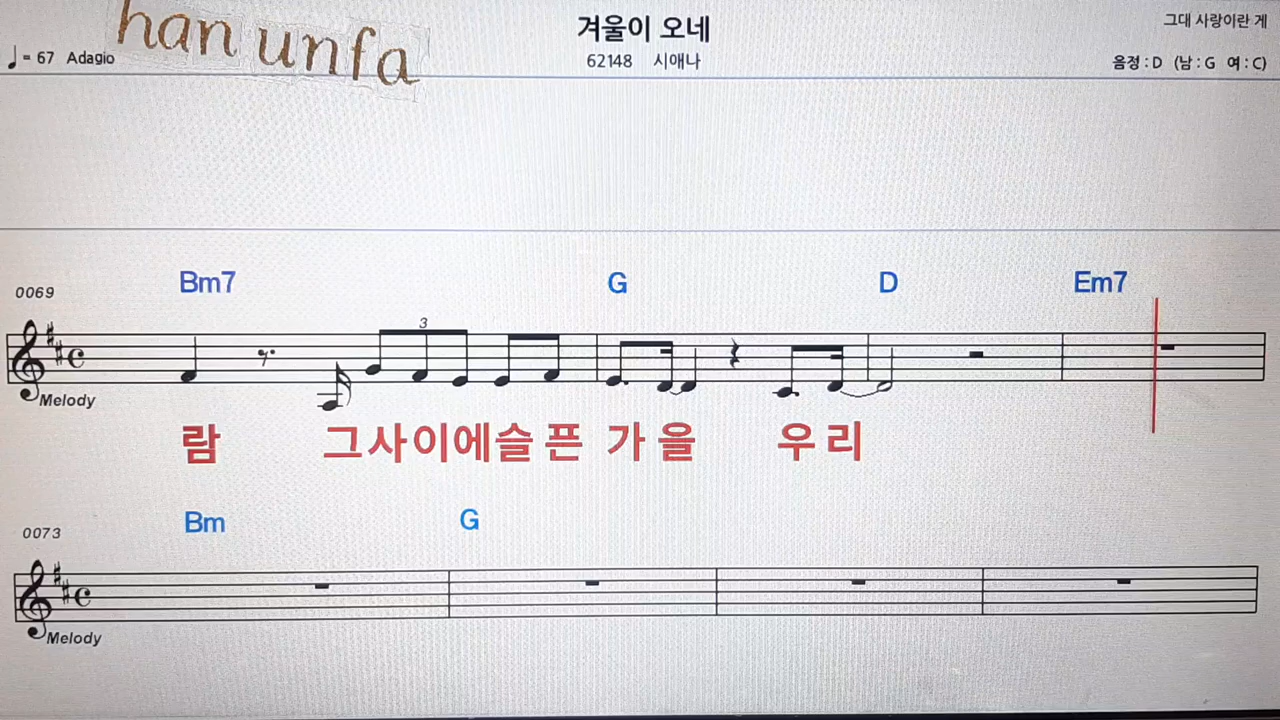 han unfa
겨울이 오네
그대 사랑이란 게
♩ = 67 Adagio
62148 시애나
음정 : D (남 : G 여 : C)
0069
Bm7 G D Em7
3
Melody
람 그사이에슬픈 가을 우리
0073
Bm G
Melody